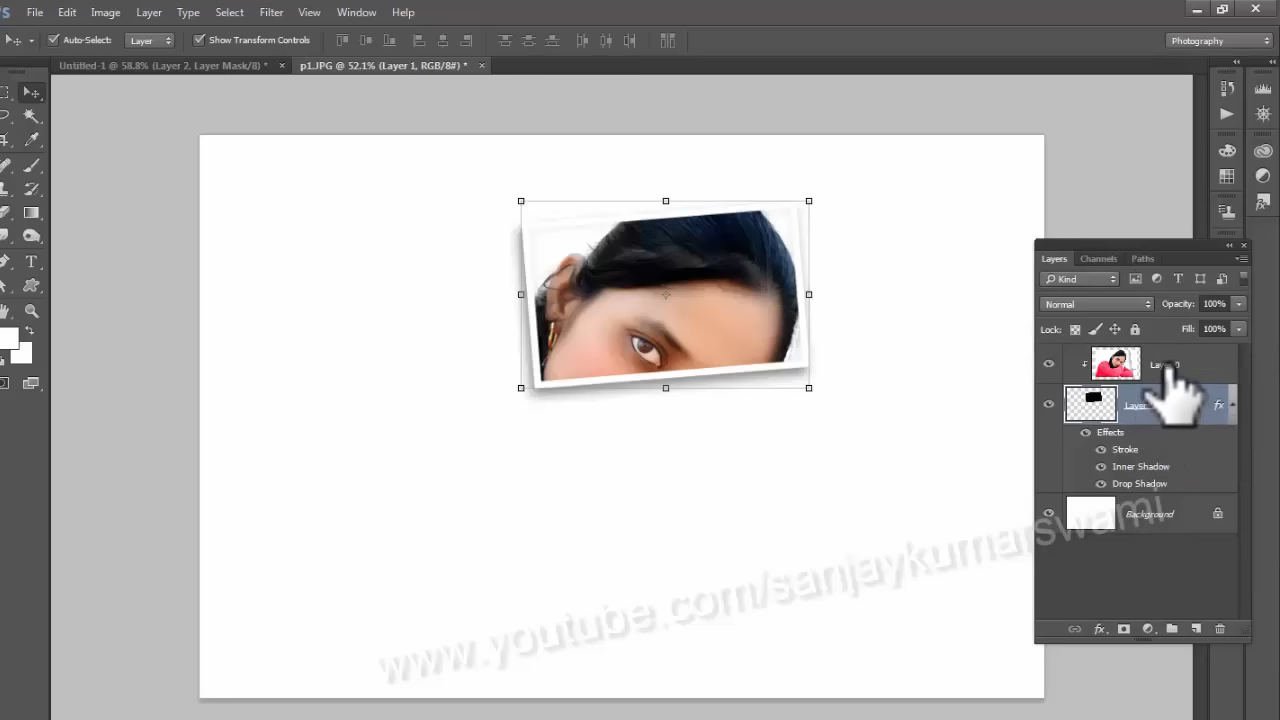 File Edit Image Layer Type Select Filter View Window Help
Auto-Select: Layer Show Transform Controls Photography
Untitled-1 @ 58.8% (Layer 2, Layer Mask/8) * × p1.JPG @ 52.1% (Layer 1, RGB/8#) * ×
Layers Channels Paths
Kind
Normal Opacity: 100%
Lock: Fill: 100%
Layer fx
Effects
Stroke
Inner Shadow
Drop Shadow
Background
www.youtube.com/sanjaykumarswami
fx